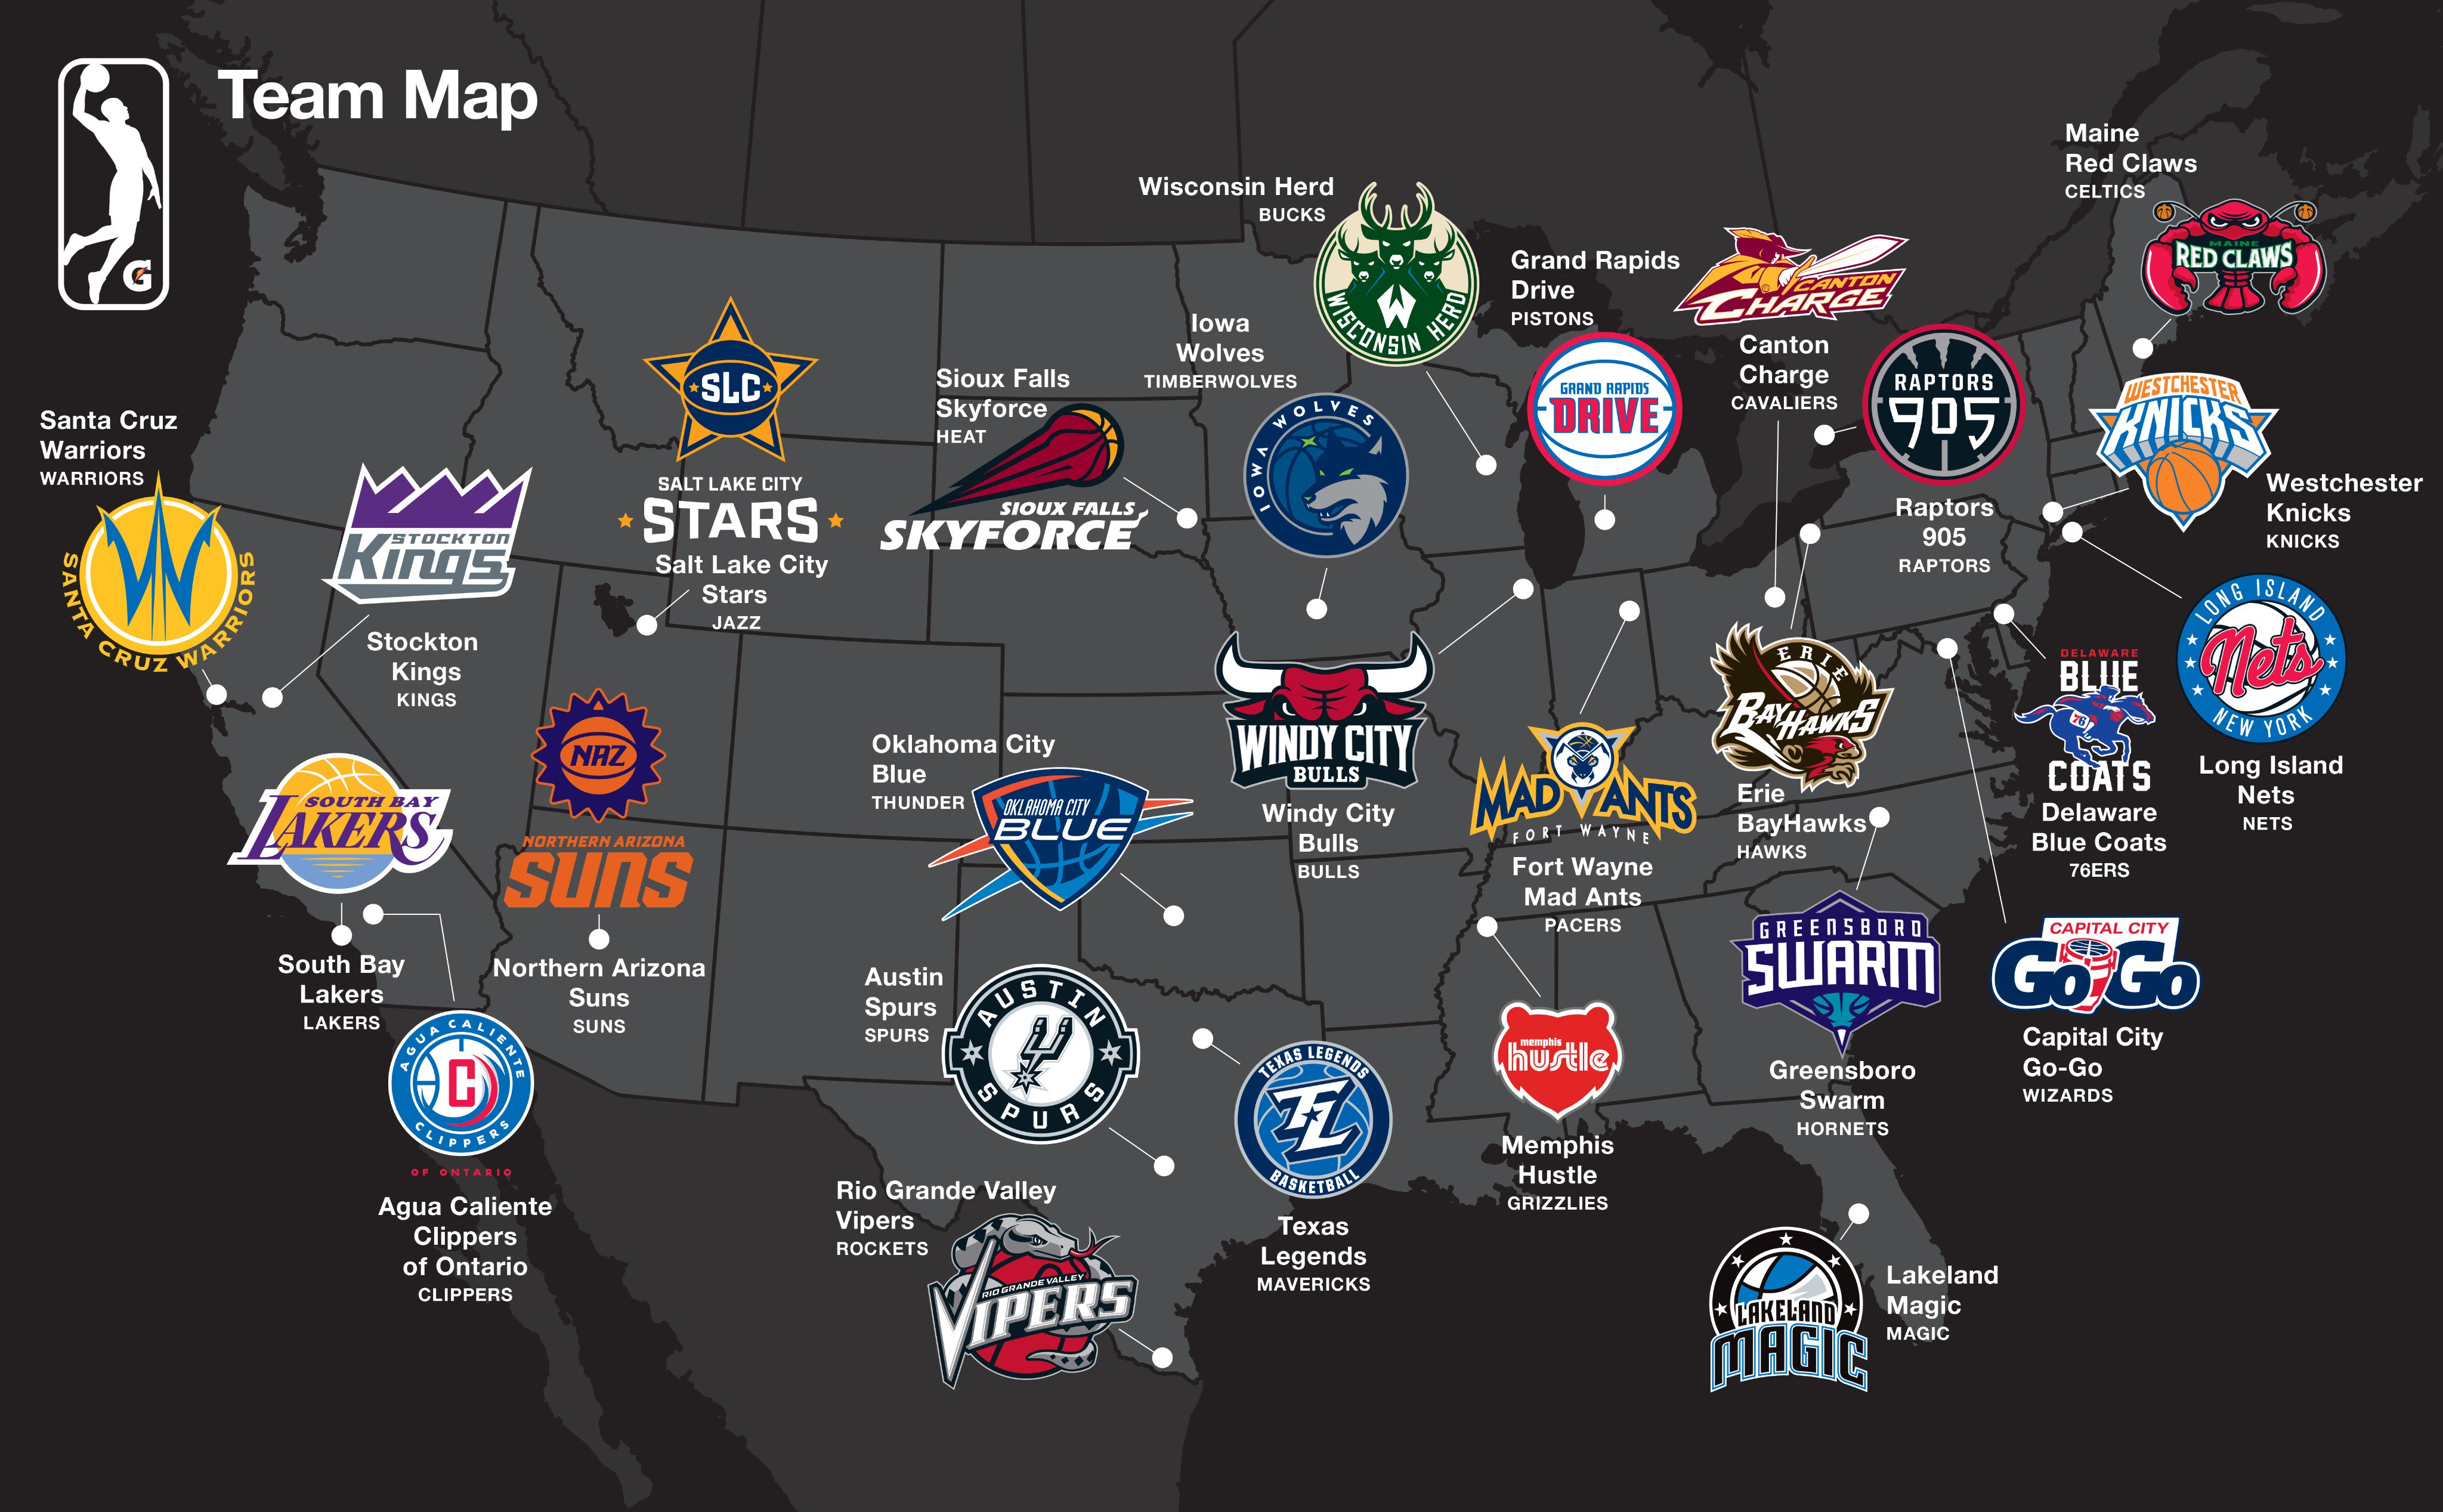 Team Map
G
Maine
Red Claws
CELTICS
MAINE
RED CLAWS
Wisconsin Herd
BUCKS
WISCONSIN HERD
W
Grand Rapids
Drive
PISTONS
GRAND RAPIDS
DRIVE
CANTON
CHARGE
Canton
Charge
CAVALIERS
RAPTORS
905
Raptors
905
RAPTORS
WESTCHESTER
KNICKS
Westchester
Knicks
KNICKS
Iowa
Wolves
TIMBERWOLVES
IOWA WOLVES
Sioux Falls
Skyforce
HEAT
SIOUX FALLS
SKYFORCE
SLC
SALT LAKE CITY
STARS
Salt Lake City
Stars
JAZZ
Santa Cruz
Warriors
WARRIORS
SANTA CRUZ WARRIORS
STOCKTON
Kings
Stockton
Kings
KINGS
LONG ISLAND
Nets
NEW YORK
Long Island
Nets
NETS
DELAWARE
BLUE
76
COATS
Delaware
Blue Coats
76ERS
ERIE
BAYHAWKS
Erie
BayHawks
HAWKS
WINDY CITY
BULLS
Windy City
Bulls
BULLS
MAD ANTS
FORT WAYNE
Fort Wayne
Mad Ants
PACERS
Oklahoma City
Blue
THUNDER
OKLAHOMA CITY
BLUE
NAZ
NORTHERN ARIZONA
SUNS
Northern Arizona
Suns
SUNS
SOUTH BAY
LAKERS
South Bay
Lakers
LAKERS
AGUA CALIENTE
C
CLIPPERS
OF ONTARIO
Agua Caliente
Clippers
of Ontario
CLIPPERS
Austin
Spurs
SPURS
AUSTIN
SPURS
TEXAS LEGENDS
TL
BASKETBALL
Texas
Legends
MAVERICKS
Rio Grande Valley
Vipers
ROCKETS
RIO GRANDE VALLEY
VIPERS
memphis
hustle
Memphis
Hustle
GRIZZLIES
GREENSBORO
SWARM
Greensboro
Swarm
HORNETS
CAPITAL CITY
GoGo
Capital City
Go-Go
WIZARDS
LAKELAND
MAGIC
Lakeland
Magic
MAGIC